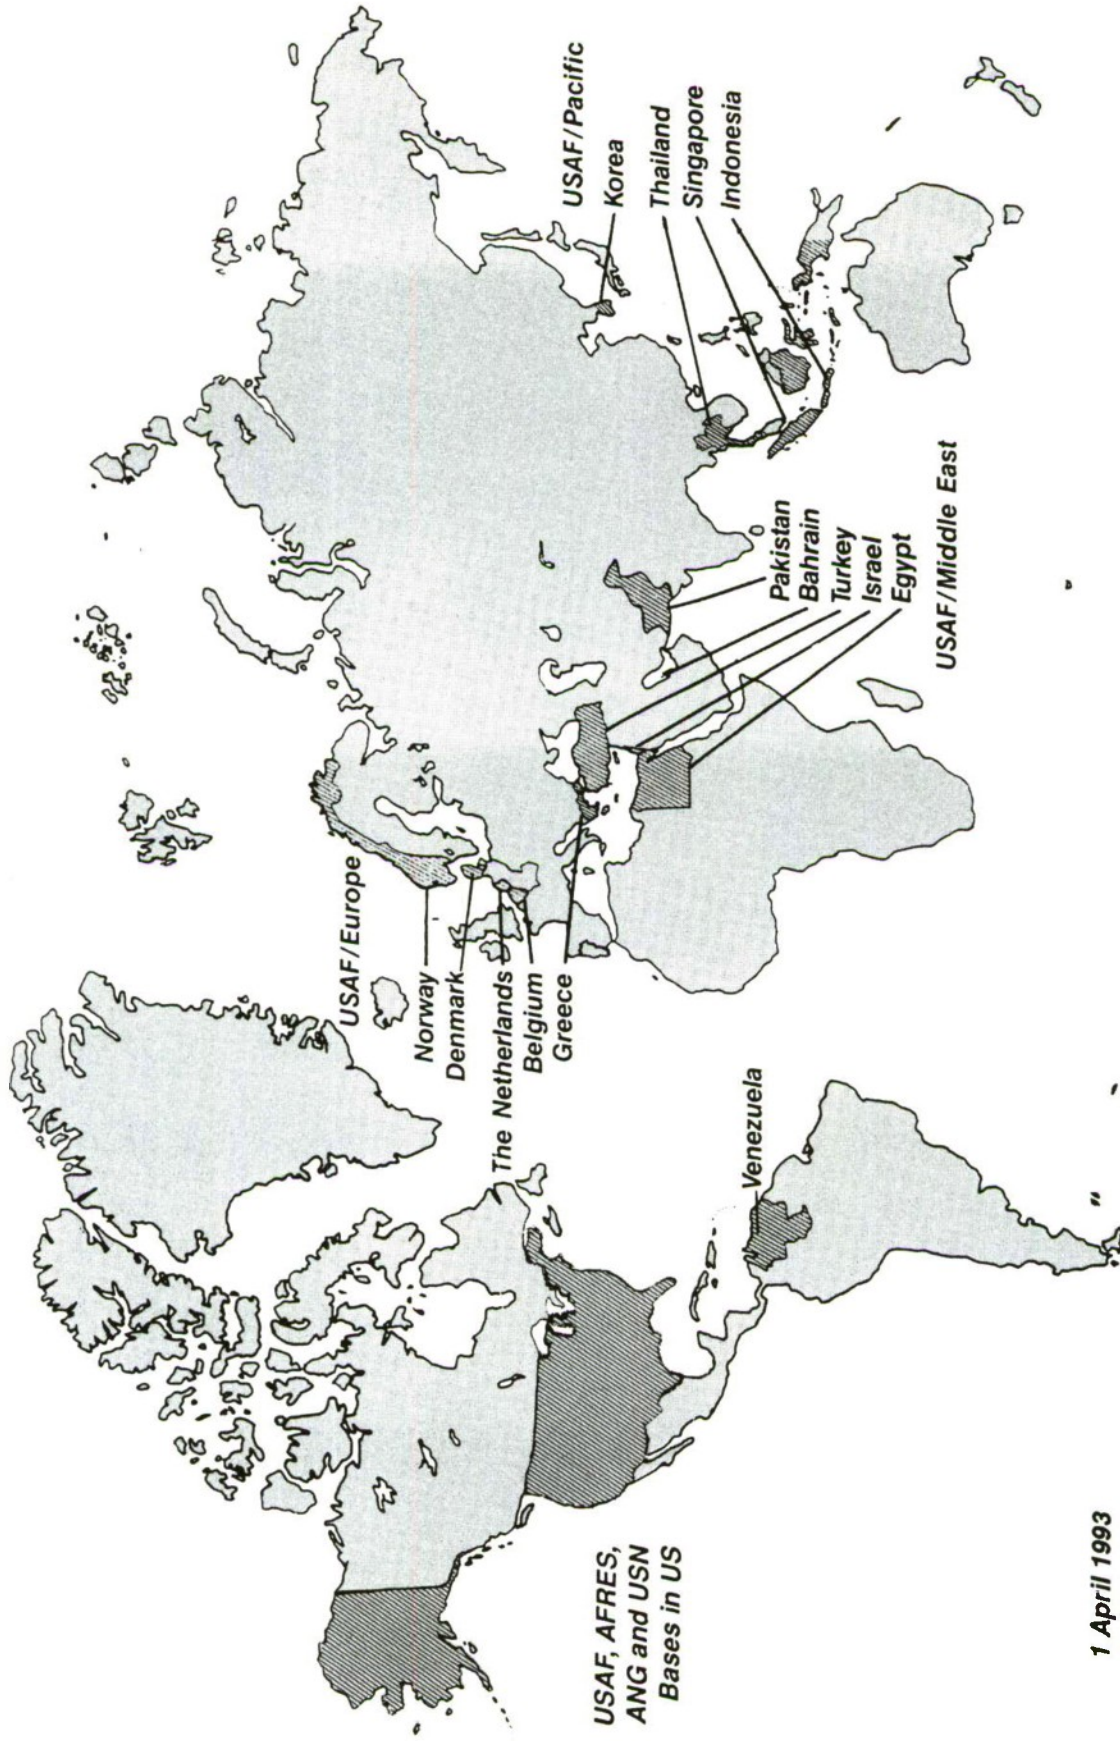 USAF/Europe
Norway
Denmark
The Netherlands
Belgium
Greece
USAF/Pacific
Korea
Thailand
Singapore
Indonesia
Pakistan
Bahrain
Turkey
Israel
Egypt
USAF/Middle East
Venezuela
USAF, AFRES,
ANG and USN
Bases in US
1 April 1993